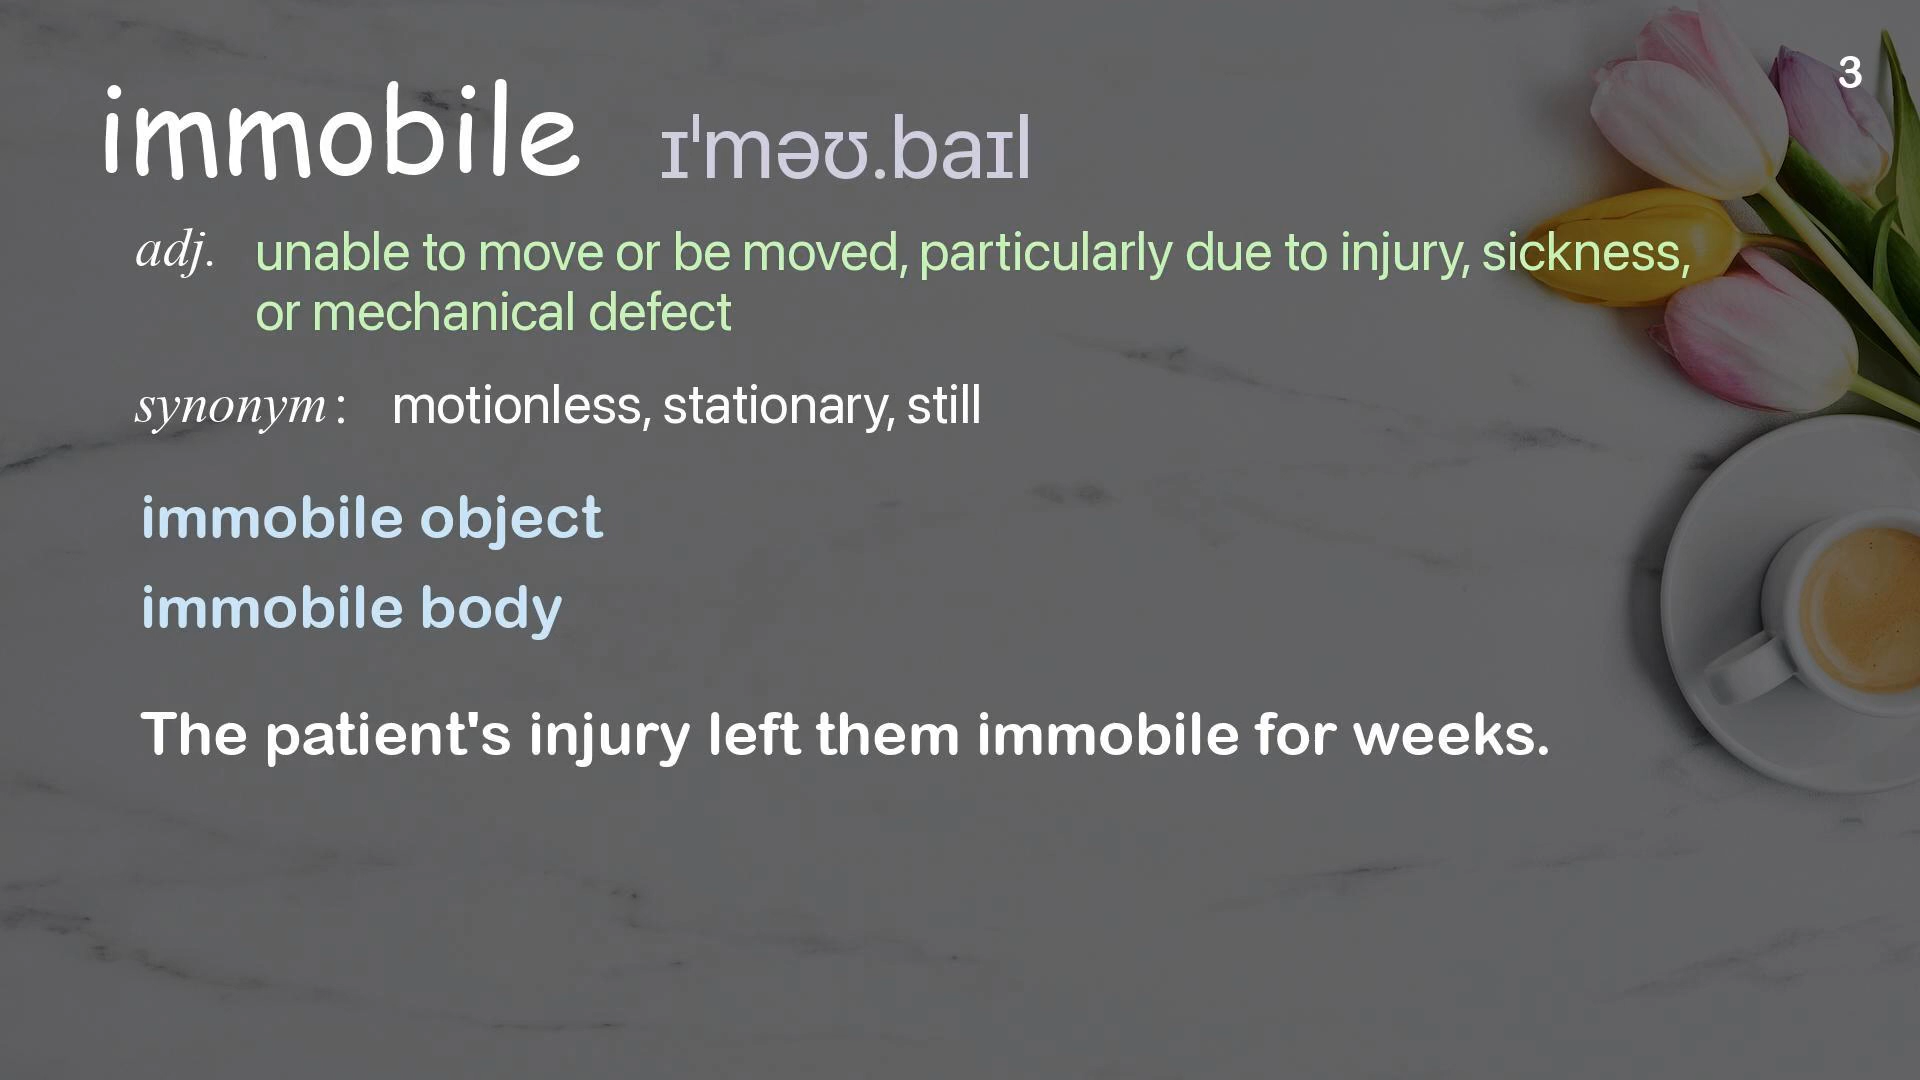 3
immobile ɪˈməʊ.baɪl
adj. unable to move or be moved, particularly due to injury, sickness,
or mechanical defect
synonym : motionless, stationary, still
immobile object
immobile body
The patient's injury left them immobile for weeks.